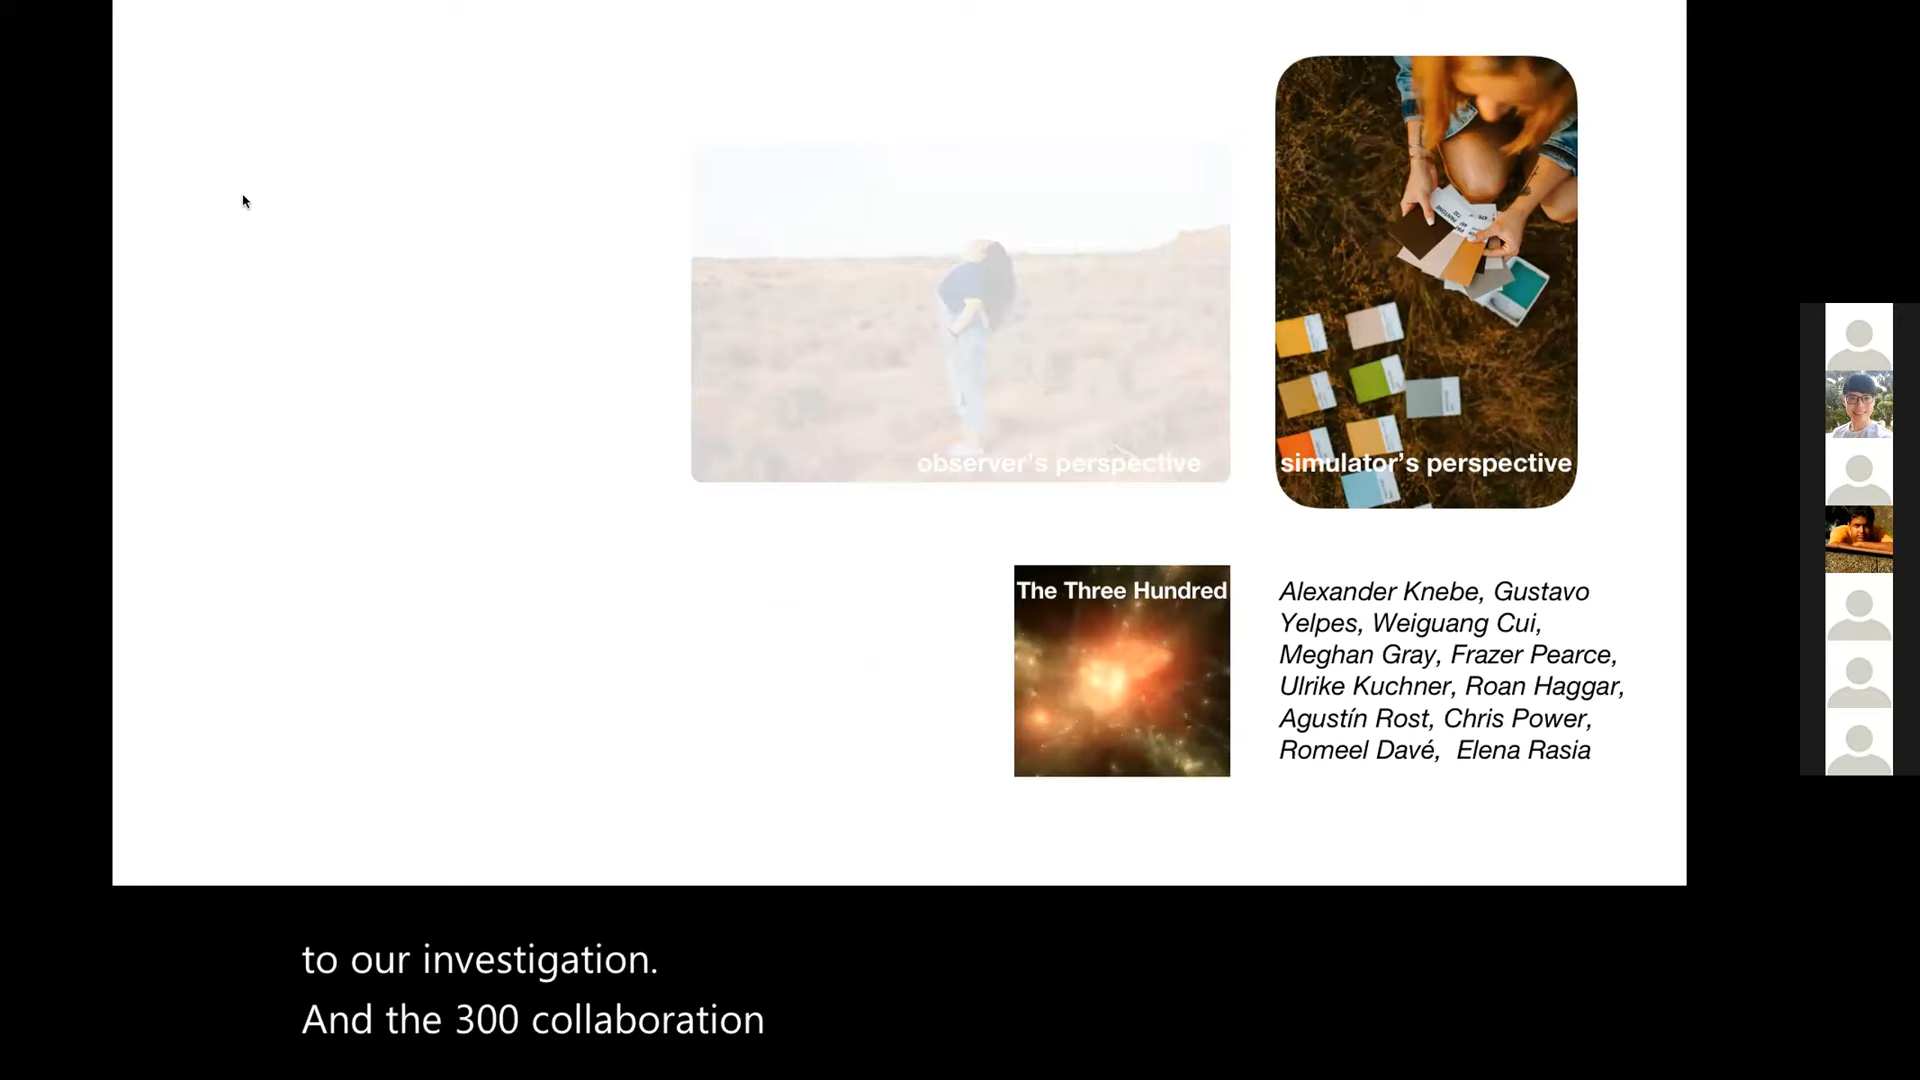 observer's perspective
simulator's perspective
The Three Hundred
Alexander Knebe, Gustavo
Yelpes, Weiguang Cui,
Meghan Gray, Frazer Pearce,
Ulrike Kuchner, Roan Haggar,
Agustín Rost, Chris Power,
Romeel Davé, Elena Rasia
to our investigation.
And the 300 collaboration